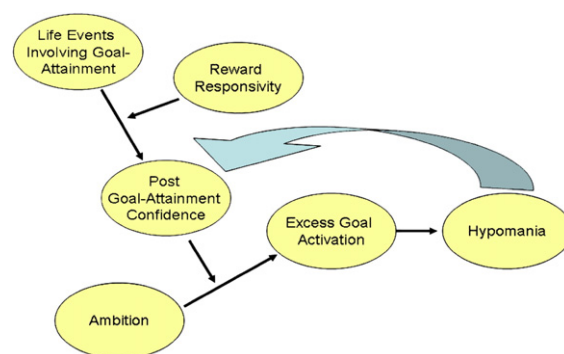 Life Events
Involving Goal-
Attainment
Reward
Responsivity
Post
Goal-Attainment
Confidence
Excess Goal
Activation
Hypomania
Ambition